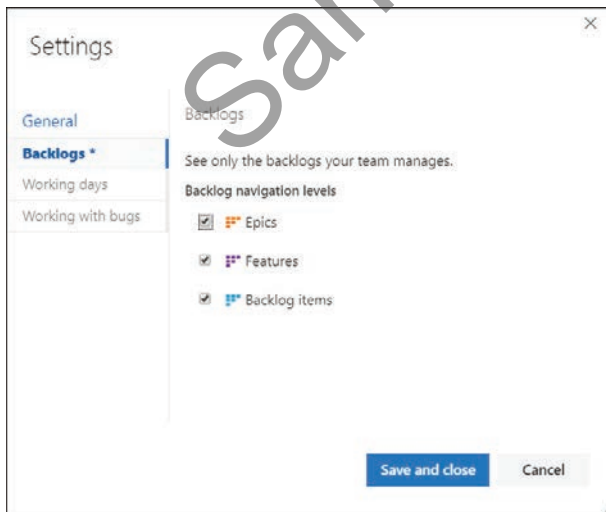 Settings
General
Backlogs *
Working days
Working with bugs
Backlogs
See only the backlogs your team manages.
Backlog navigation levels
Epics
Features
Backlog items
Save and close
Cancel